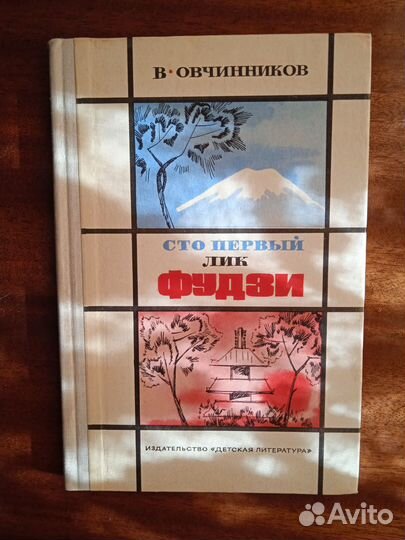 В • ОВЧИННИКОВ
СТО ПЕРВЫЙ
ЛИК
ФУДЗИ
ИЗДАТЕЛЬСТВО «ДЕТСКАЯ ЛИТЕРАТУРА»
Avito